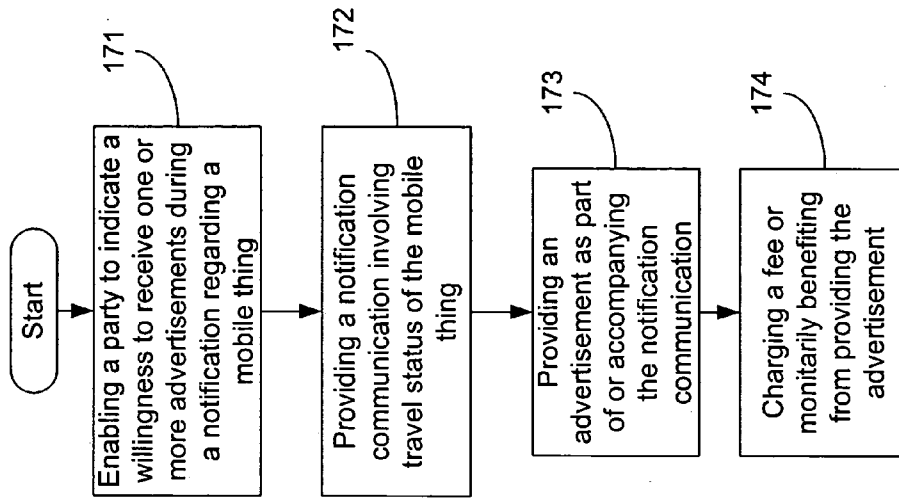 Start
Enabling a party to indicate a
willingness to receive one or
more advertisements during
a notification regarding a
mobile thing
171
Providing a notification
communication involving
travel status of the mobile
thing
172
Providing an
advertisement as part
of or accompanying
the notification
communication
173
Charging a fee or
monitarily benefiting
from providing the
advertisement
174